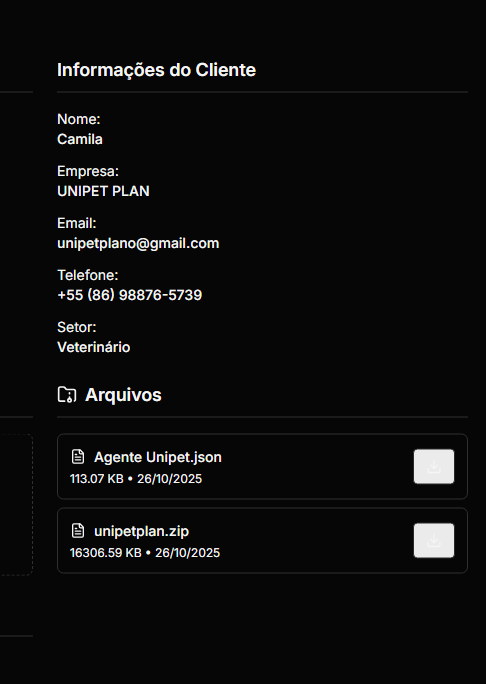 Informações do Cliente
Nome:
Camila
Empresa:
UNIPET PLAN
Email:
unipetplano@gmail.com
Telefone:
+55 (86) 98876-5739
Setor:
Veterinário
Arquivos
Agente Unipet.json
113.07 KB • 26/10/2025
unipetplan.zip
16306.59 KB • 26/10/2025